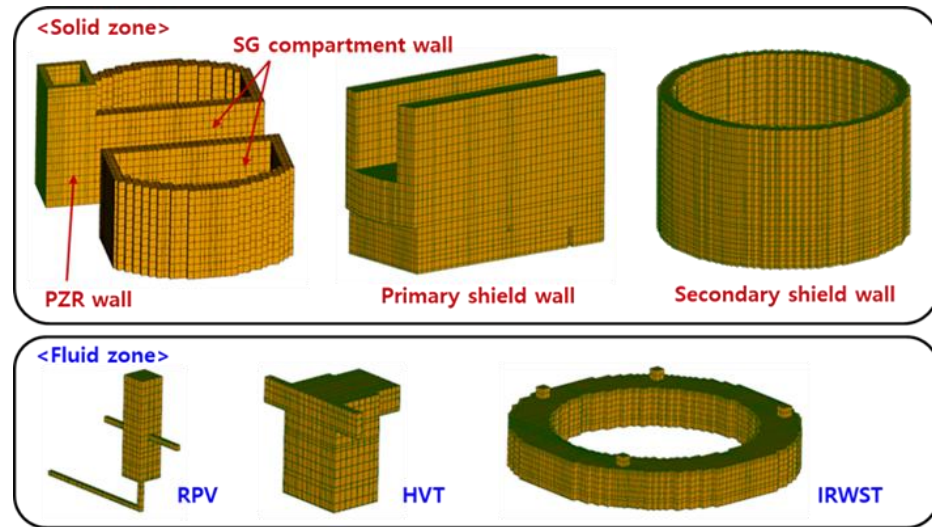 <Solid zone>
SG compartment wall
PZR wall
Primary shield wall
Secondary shield wall
<Fluid zone>
RPV
HVT
IRWST